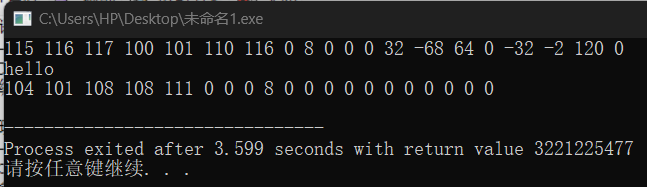 C:\Users\HP\Desktop\未命名1.exe
115 116 117 100 101 110 116 0 8 0 0 0 32 -68 64 0 -32 -2 120 0
hello
104 101 108 108 111 0 0 0 8 0 0 0 0 0 0 0 0 0 0 0
--------------------------------
Process exited after 3.599 seconds with return value 3221225477
请按任意键继续. . .